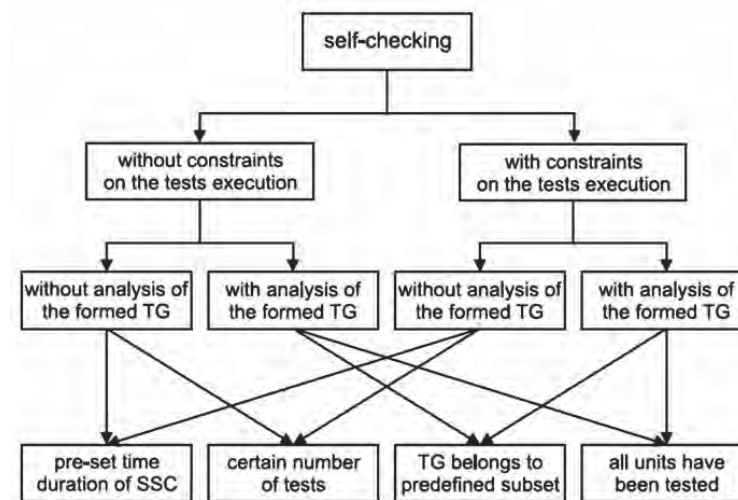 self-checking
without constraints
on the tests execution
with constraints
on the tests execution
without analysis of
the formed TG
with analysis of
the formed TG
without analysis of
the formed TG
with analysis of
the formed TG
pre-set time
duration of SSC
certain number
of tests
TG belongs to
predefined subset
all units have
been tested